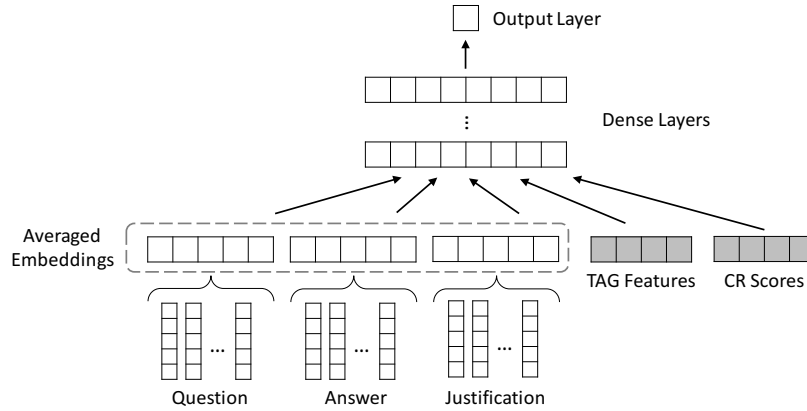 Output Layer
⋮
Dense Layers
Averaged
Embeddings
TAG Features
CR Scores
... ... ...
Question
Answer
Justification